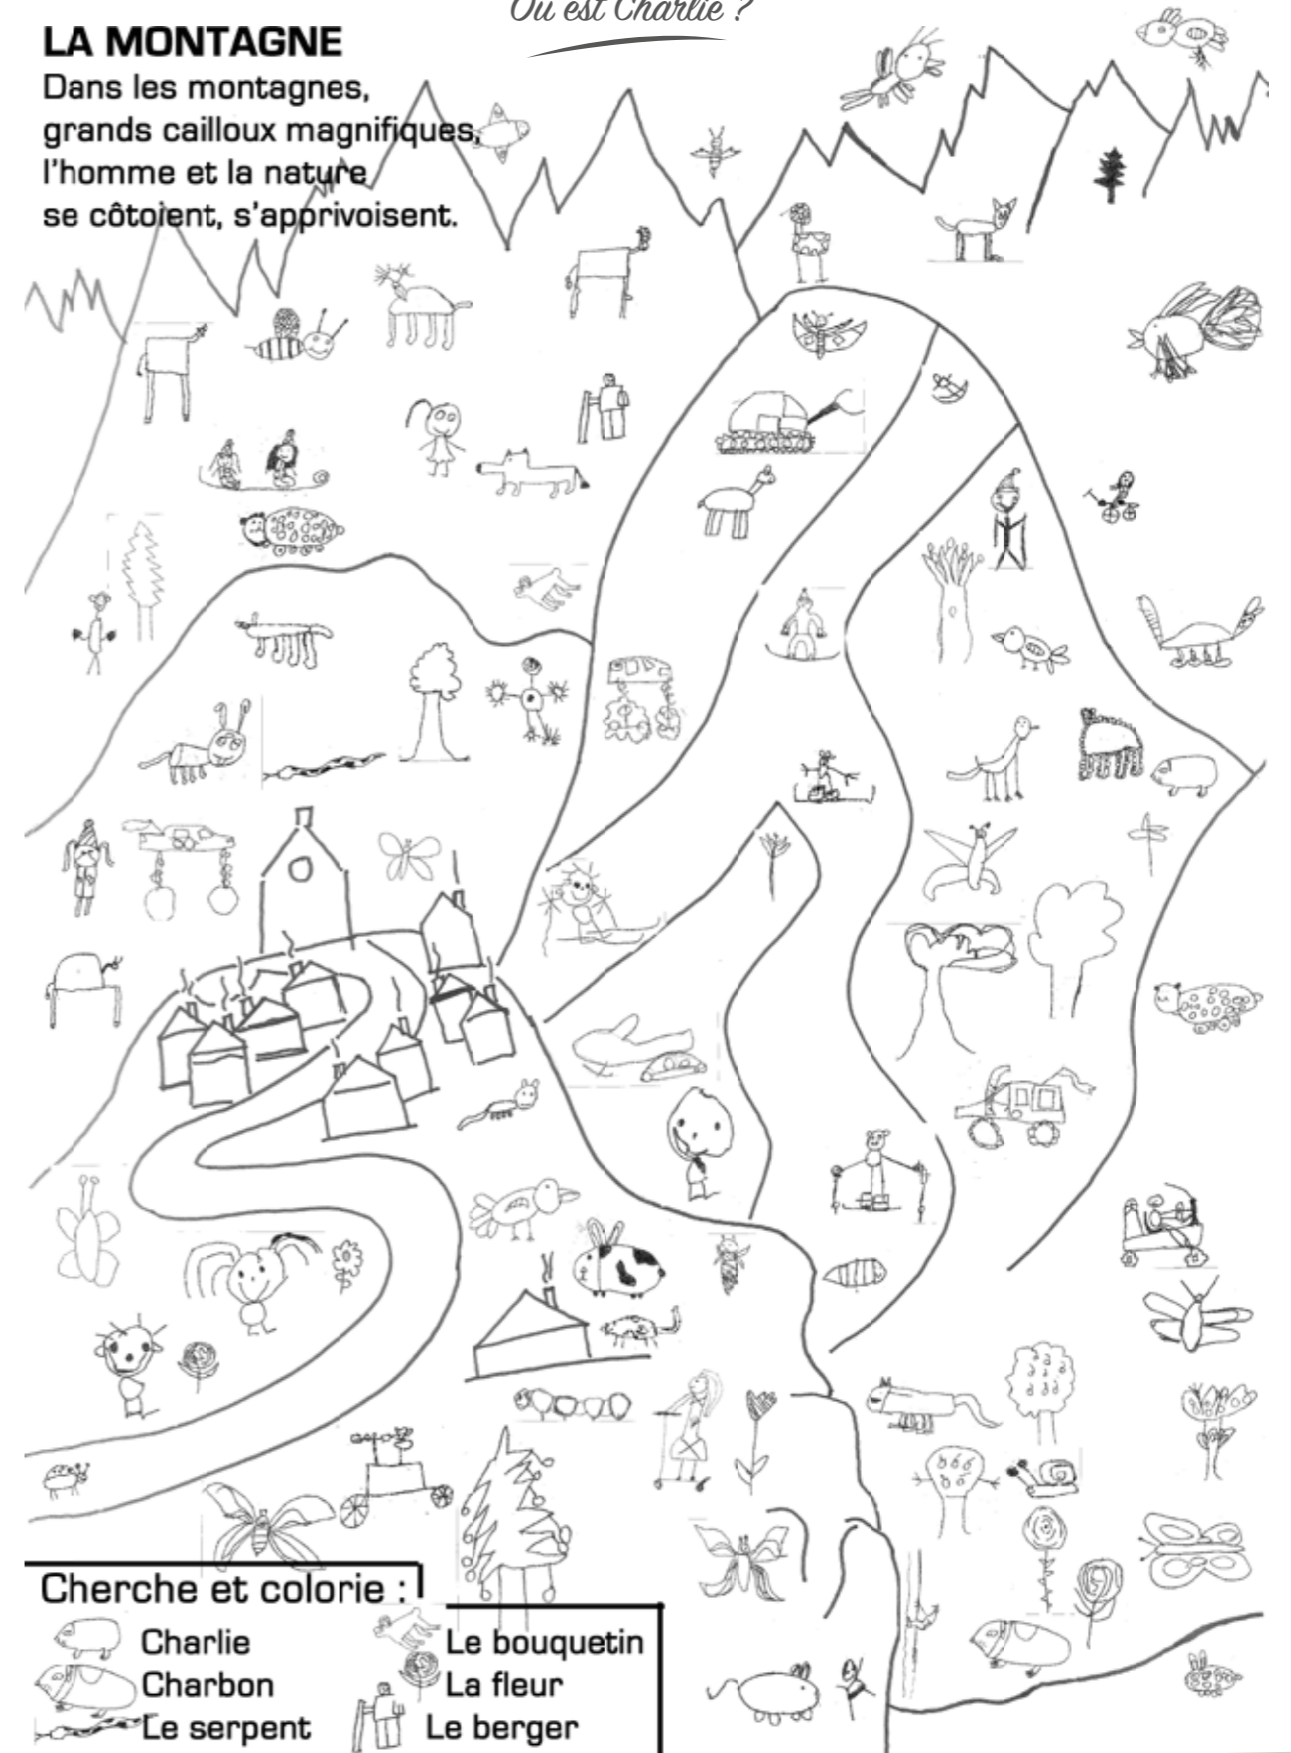 Où est Charlie ?
LA MONTAGNE
Dans les montagnes,
grands cailloux magnifiques,
l'homme et la nature
se côtoient, s'apprivoisent.
Cherche et colorie :
Charlie
Charbon
Le serpent
Le bouquetin
La fleur
Le berger